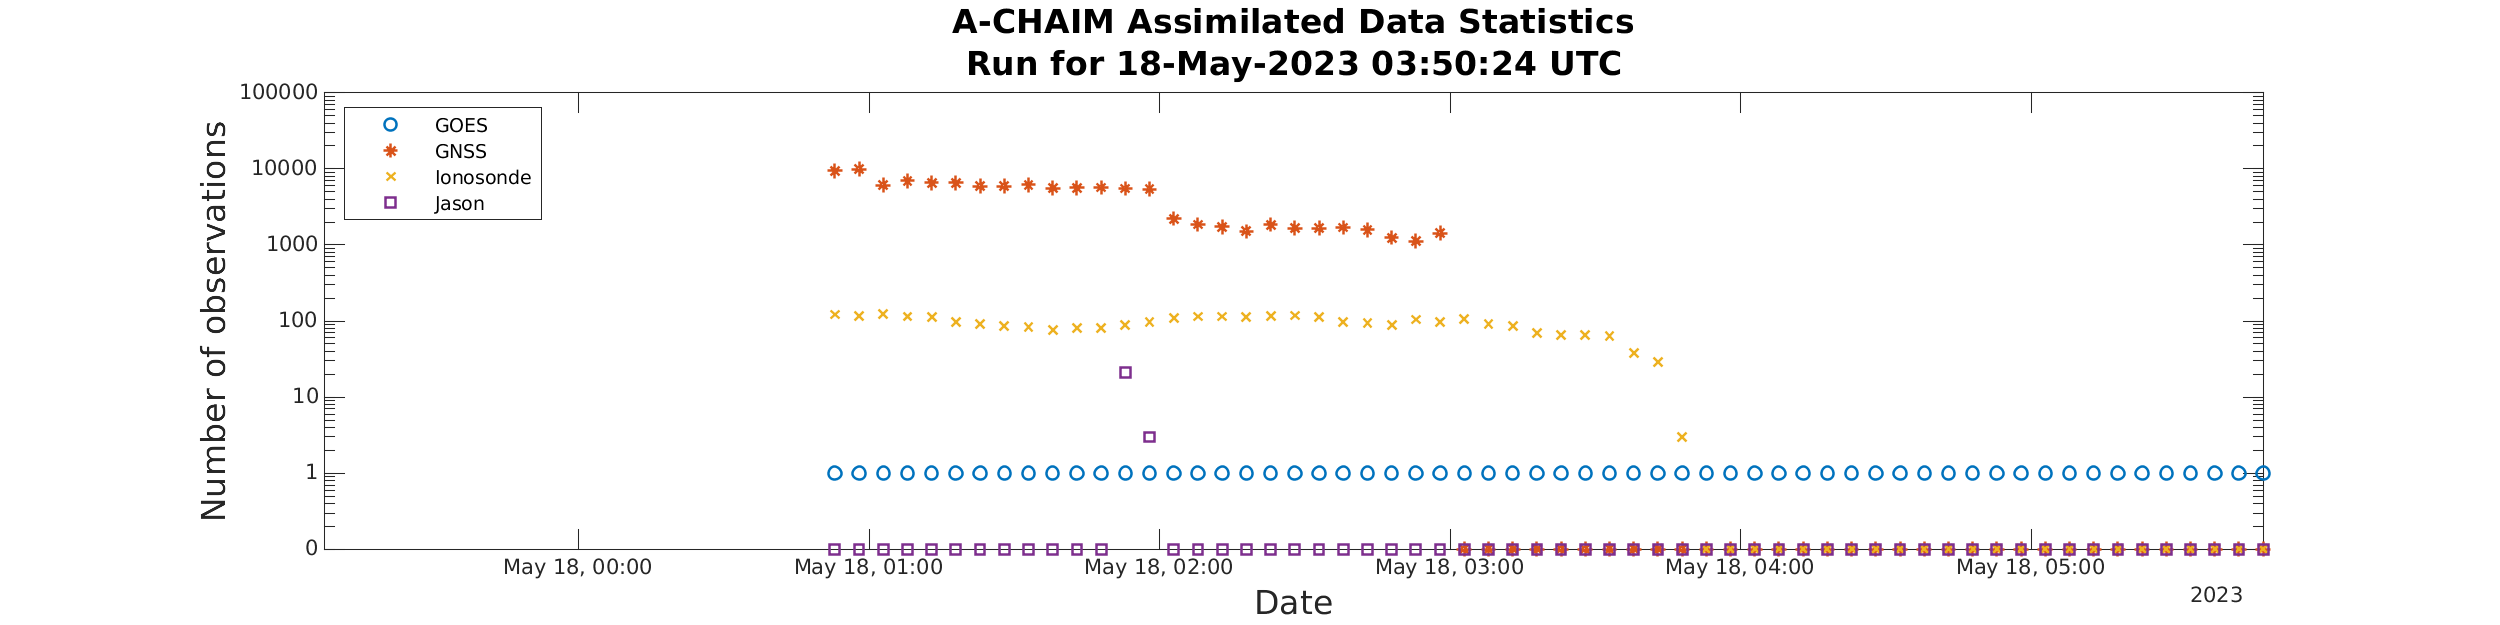 A-CHAIM Assimilated Data Statistics
Run for 18-May-2023 03:50:24 UTC
100000
10000
1000
100
10
1
0
Number of observations
GOES
GNSS
Ionosonde
Jason
May 18, 00:00
May 18, 01:00
May 18, 02:00
May 18, 03:00
May 18, 04:00
May 18, 05:00
2023
Date